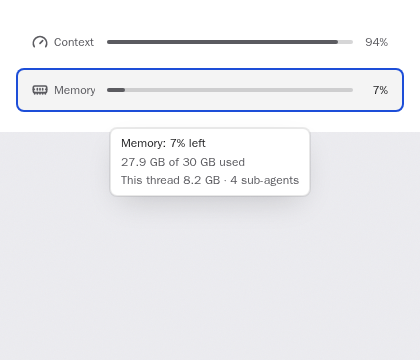 Context 94%
Memory 7%
Memory: 7% left
27.9 GB of 30 GB used
This thread 8.2 GB · 4 sub-agents